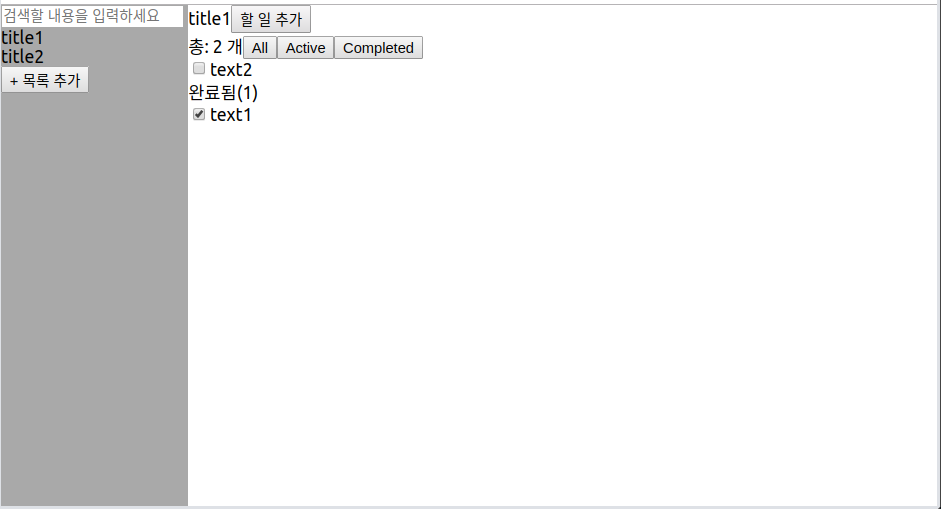 검색할 내용을 입력하세요
title1
title2
+ 목록 추가
title1 할 일 추가
총: 2 개 All Active Completed
text2
완료됨(1)
text1